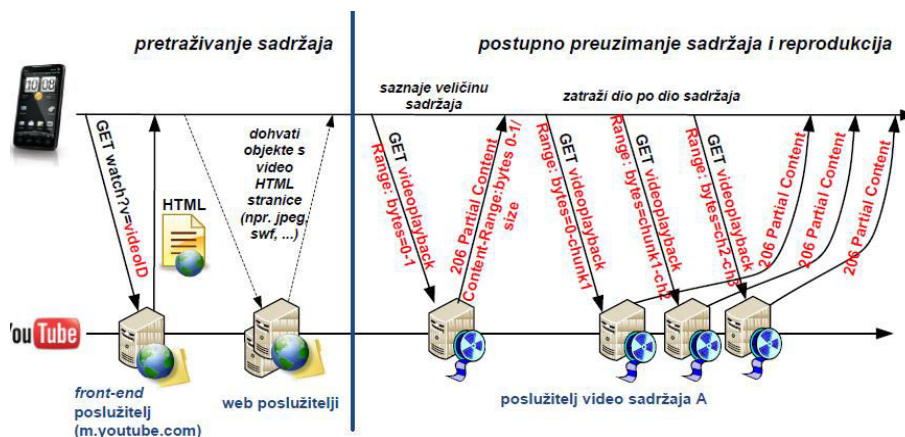 pretraživanje sadržaja
postupno preuzimanje sadržaja i reprodukcija
10 08
saznaje veličinu
sadržaja
zatraži dio po dio sadržaja
GET watch?v=videoID
HTML
dohvati
objekte s
video
HTML
stranice
(npr. jpeg,
swf, ...)
GET videoplayback
Range: bytes=0-1
206 Partial Content
Content-Range:bytes 0-1/
size
GET videoplayback
Range: bytes=0-chunk1
GET videoplayback
Range: bytes=chunk1-ch2
GET videoplayback
Range: bytes=ch2-ch3
206 Partial Content
206 Partial Content
206 Partial Content
You Tube
front-end
poslužitelj
(m.youtube.com)
web poslužitelji
poslužitelj video sadržaja A